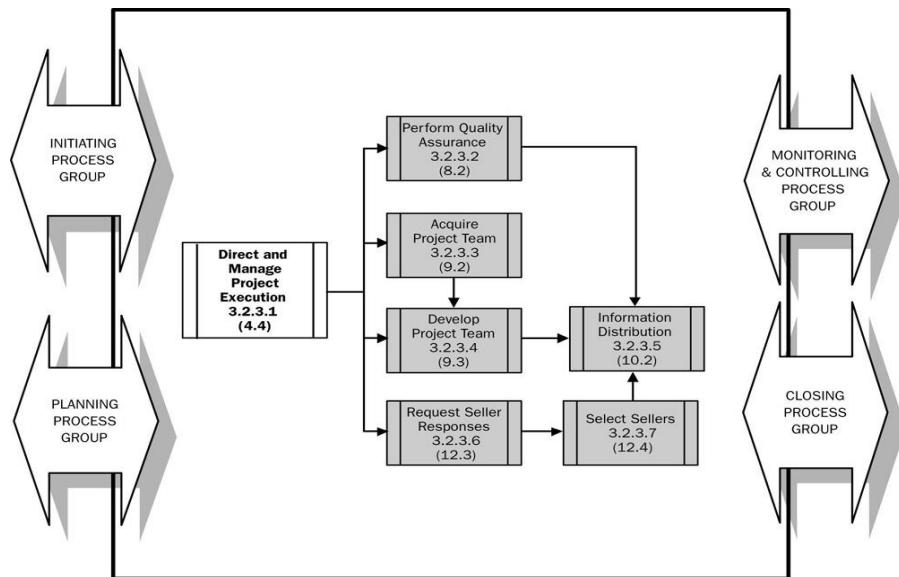 INITIATING
PROCESS
GROUP
PLANNING
PROCESS
GROUP
Direct and
Manage
Project
Execution
3.2.3.1
(4.4)
Perform Quality
Assurance
3.2.3.2
(8.2)
Acquire
Project Team
3.2.3.3
(9.2)
Develop
Project Team
3.2.3.4
(9.3)
Request Seller
Responses
3.2.3.6
(12.3)
Information
Distribution
3.2.3.5
(10.2)
Select Sellers
3.2.3.7
(12.4)
MONITORING
& CONTROLLING
PROCESS
GROUP
CLOSING
PROCESS
GROUP